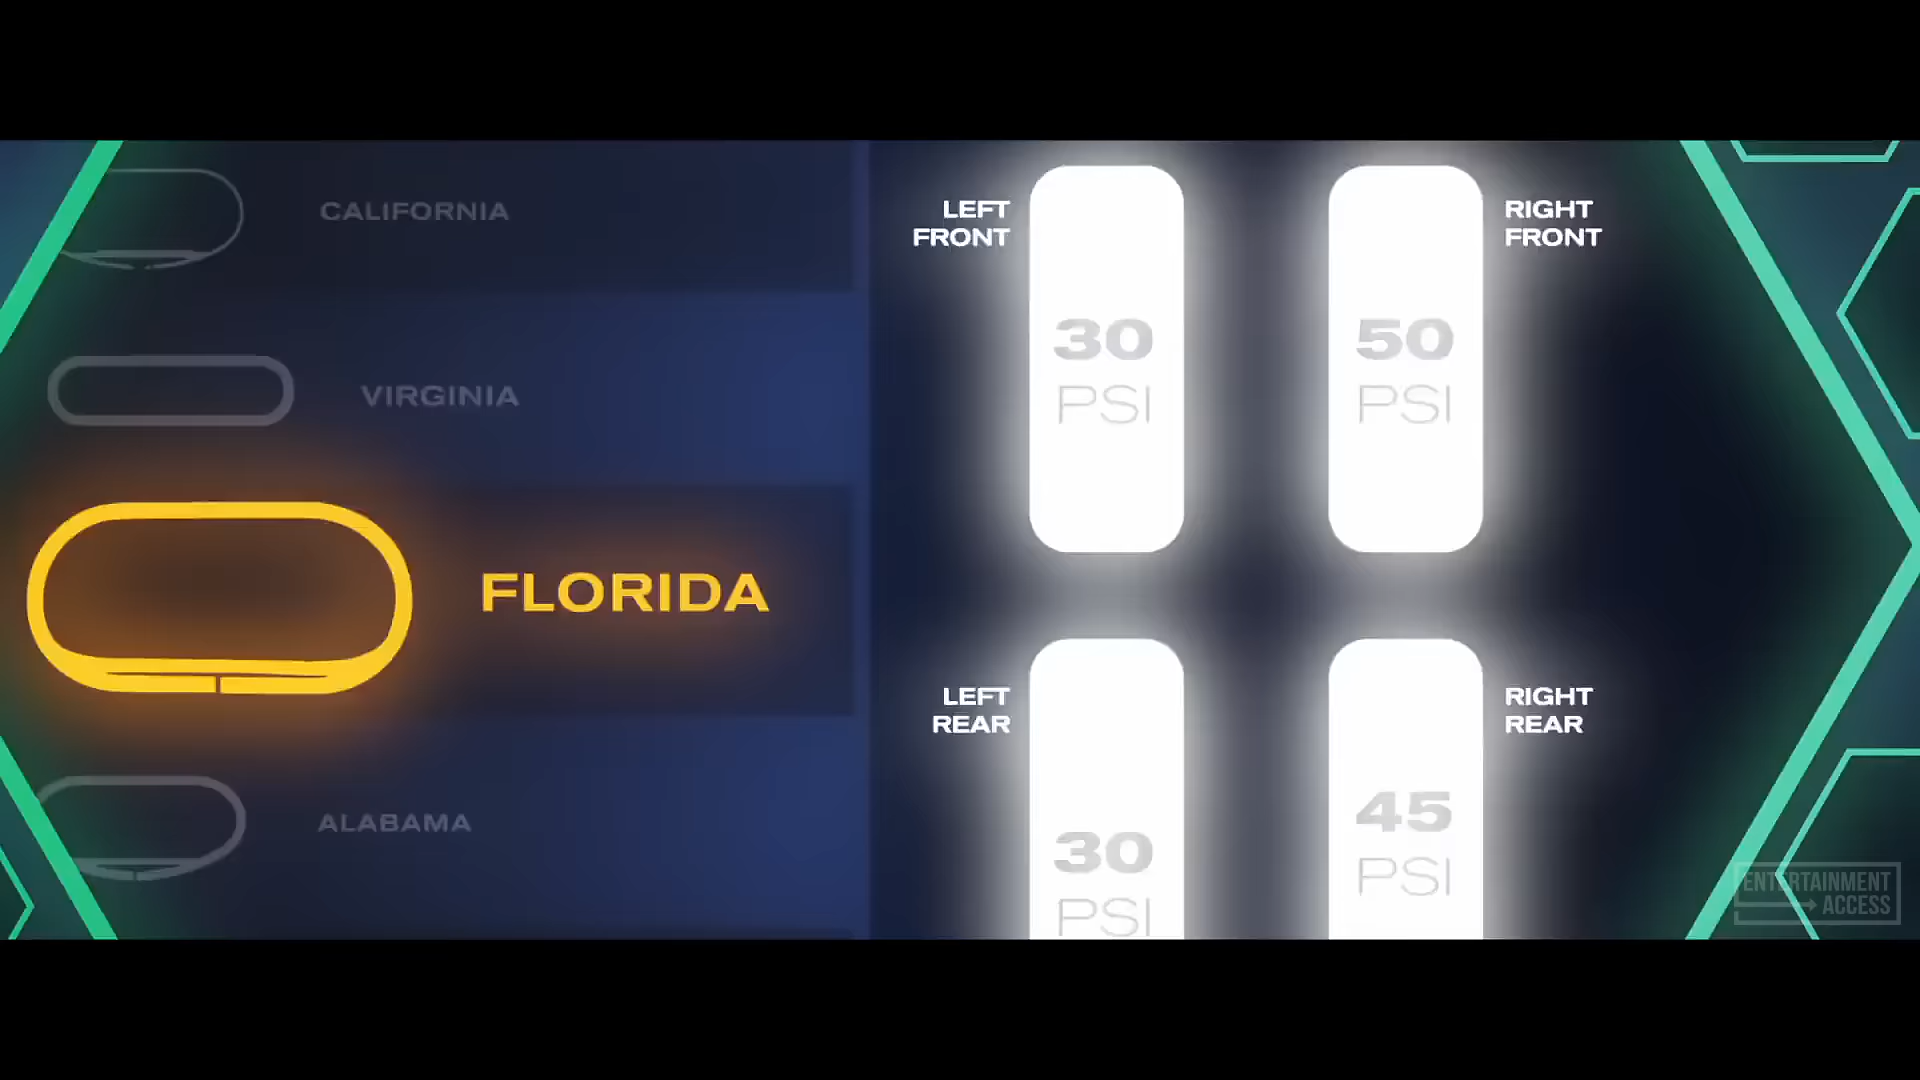 CALIFORNIA
VIRGINIA
FLORIDA
ALABAMA
LEFT
FRONT
30
PSI
50
PSI
RIGHT
FRONT
LEFT
REAR
30
PSI
45
PSI
RIGHT
REAR
ENTERTAINMENT
ACCESS